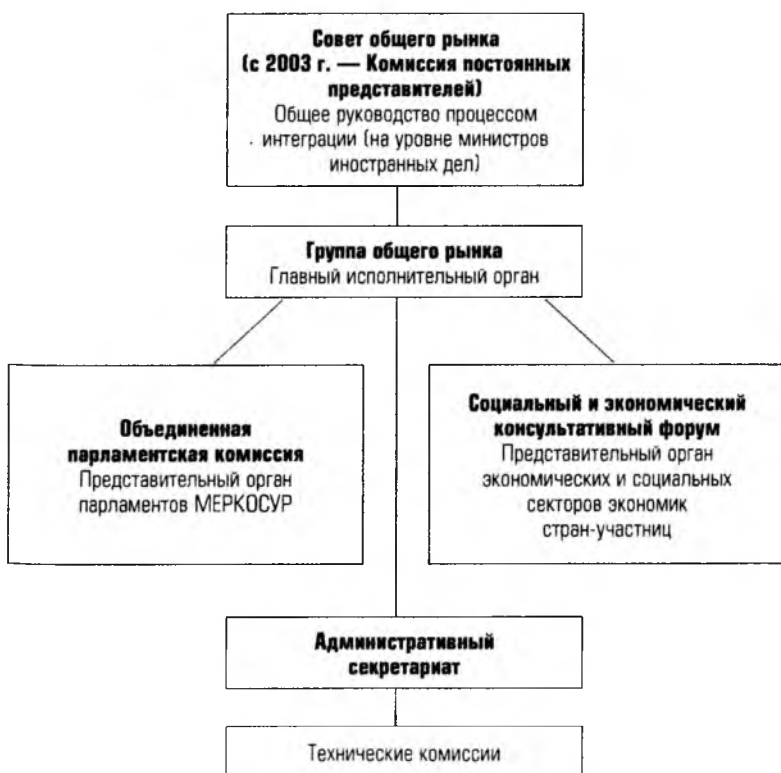 Совет общего рынка
(с 2003 г. — Комиссия постоянных
представителей)
Общее руководство процессом
интеграции (на уровне министров
иностранных дел)
Группа общего рынка
Главный исполнительный орган
Объединенная
парламентская комиссия
Представительный орган
парламентов МЕРКОСУР
Социальный и экономический
консультативный форум
Представительный орган
экономических и социальных
секторов экономик
стран-участниц
Административный
секретариат
Технические комиссии